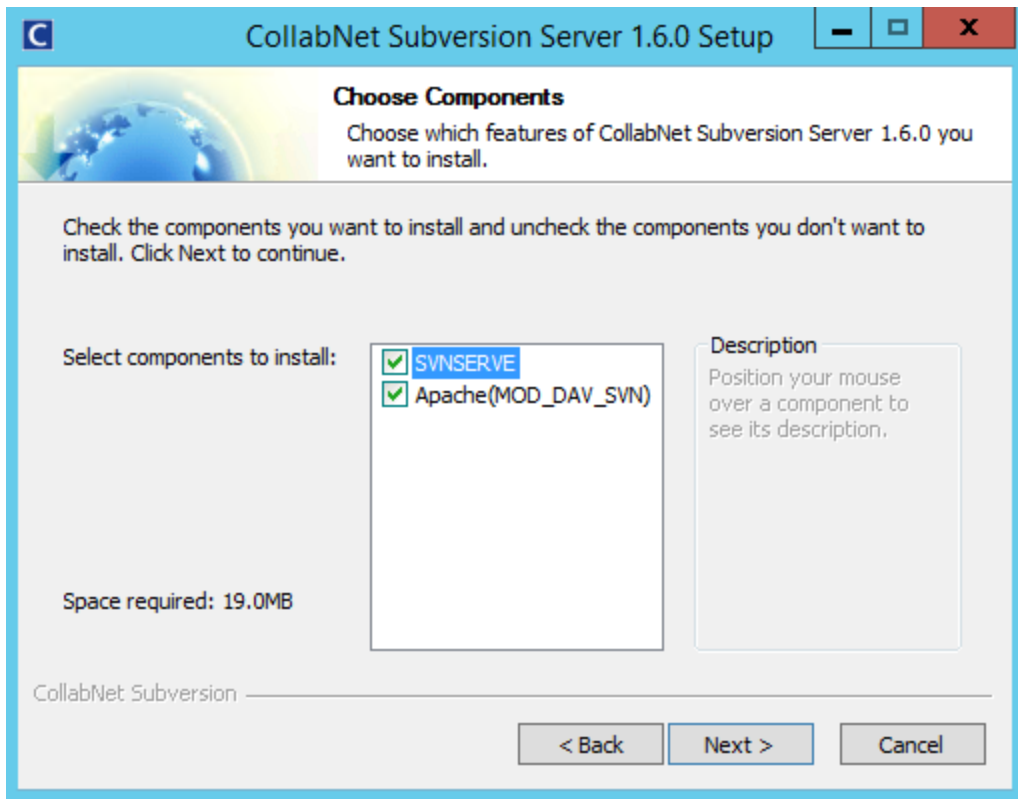 C
CollabNet Subversion Server 1.6.0 Setup
x
Choose Components
Choose which features of CollabNet Subversion Server 1.6.0 you
want to install.
Check the components you want to install and uncheck the components you don't want to
install. Click Next to continue.
Select components to install:
SVNSERVE
Apache(MOD_DAV_SVN)
Description
Position your mouse
over a component to
see its description.
Space required: 19.0MB
CollabNet Subversion
< Back
Next >
Cancel